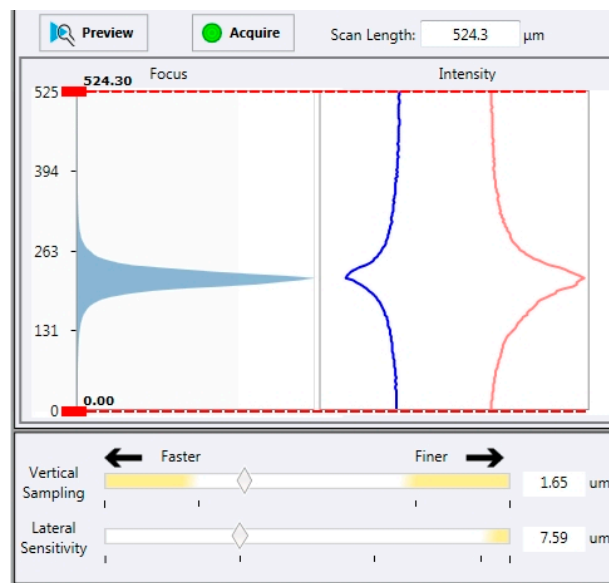 Preview
Acquire
Scan Length: 524.3 µm
Focus
Intensity
524.30
525
394
263
131
0.00
0
Faster
Finer
Vertical
Sampling
1.65 um
Lateral
Sensitivity
7.59 um